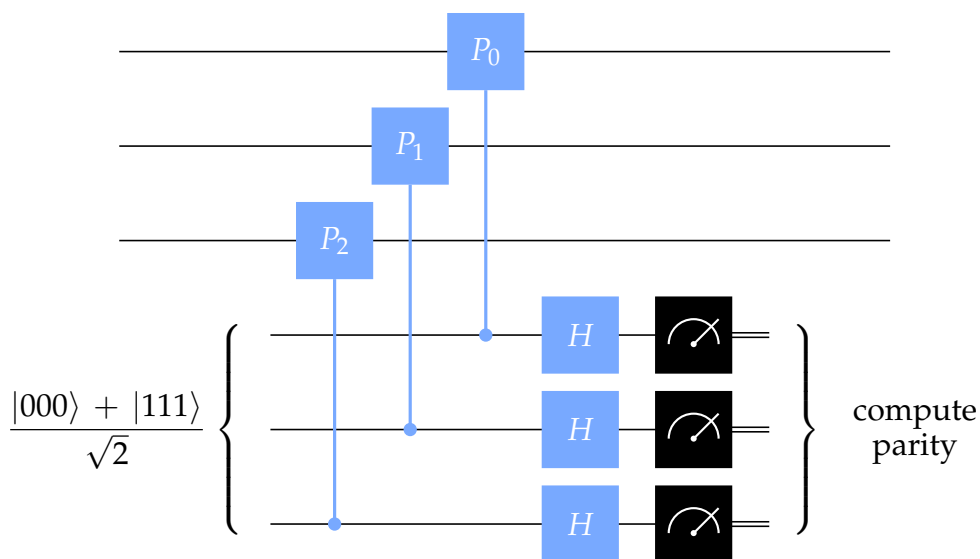 P₀
P₁
P₂
H
|000⟩ + |111⟩
√2
H
compute
parity
H